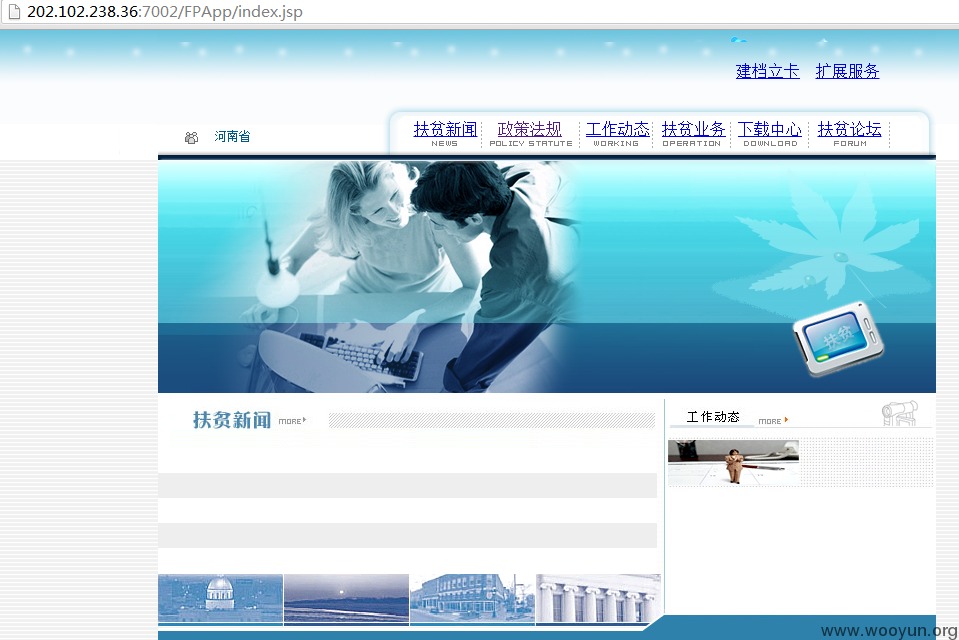 202.102.238.36:7002/FPApp/index.jsp
建档立卡 扩展服务
河南省
扶贫新闻 政策法规 工作动态 扶贫业务 下载中心 扶贫论坛
NEWS POLICY STATUTE WORKING OPERATION DOWNLOAD FORUM
扶贫
扶贫新闻 MORE
工作动态 MORE
www.wooyun.org